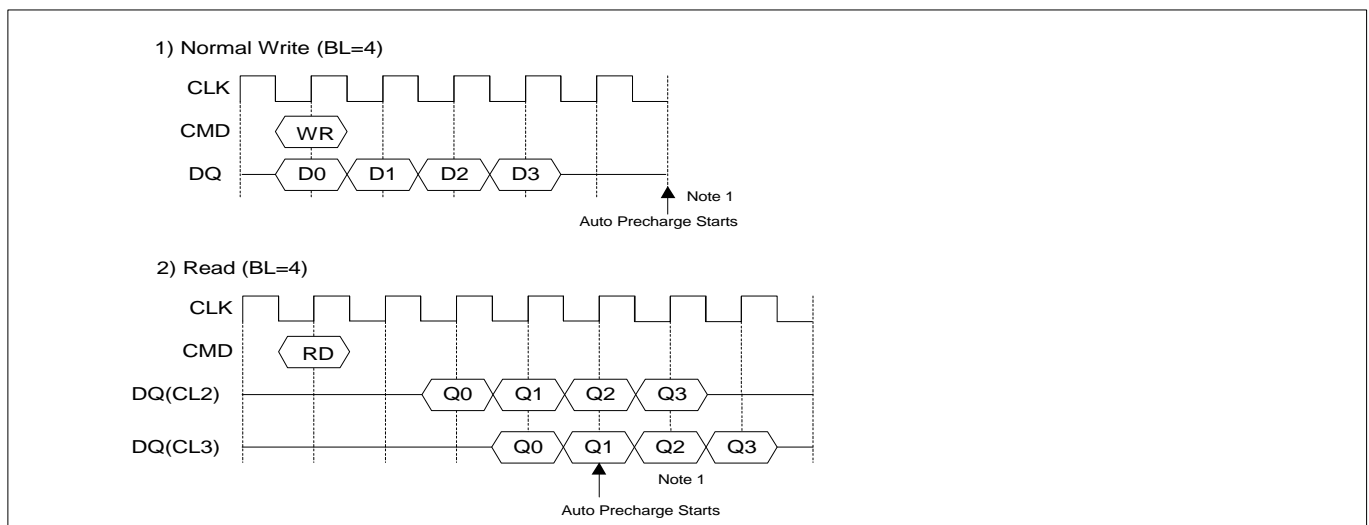 1) Normal Write (BL=4)
CLK
CMD WR
DQ D0 D1 D2 D3
Note 1
Auto Precharge Starts
2) Read (BL=4)
CLK
CMD RD
DQ(CL2) Q0 Q1 Q2 Q3
DQ(CL3) Q0 Q1 Q2 Q3
Note 1
Auto Precharge Starts